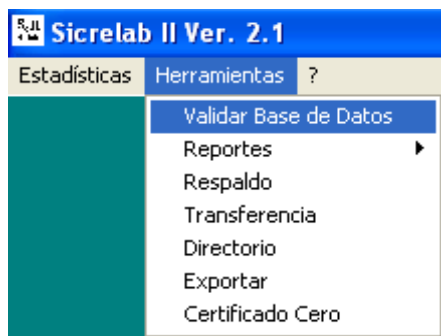 Sicrelab II Ver. 2.1
Estadísticas Herramientas ?
Validar Base de Datos
Reportes
Respaldo
Transferencia
Directorio
Exportar
Certificado Cero